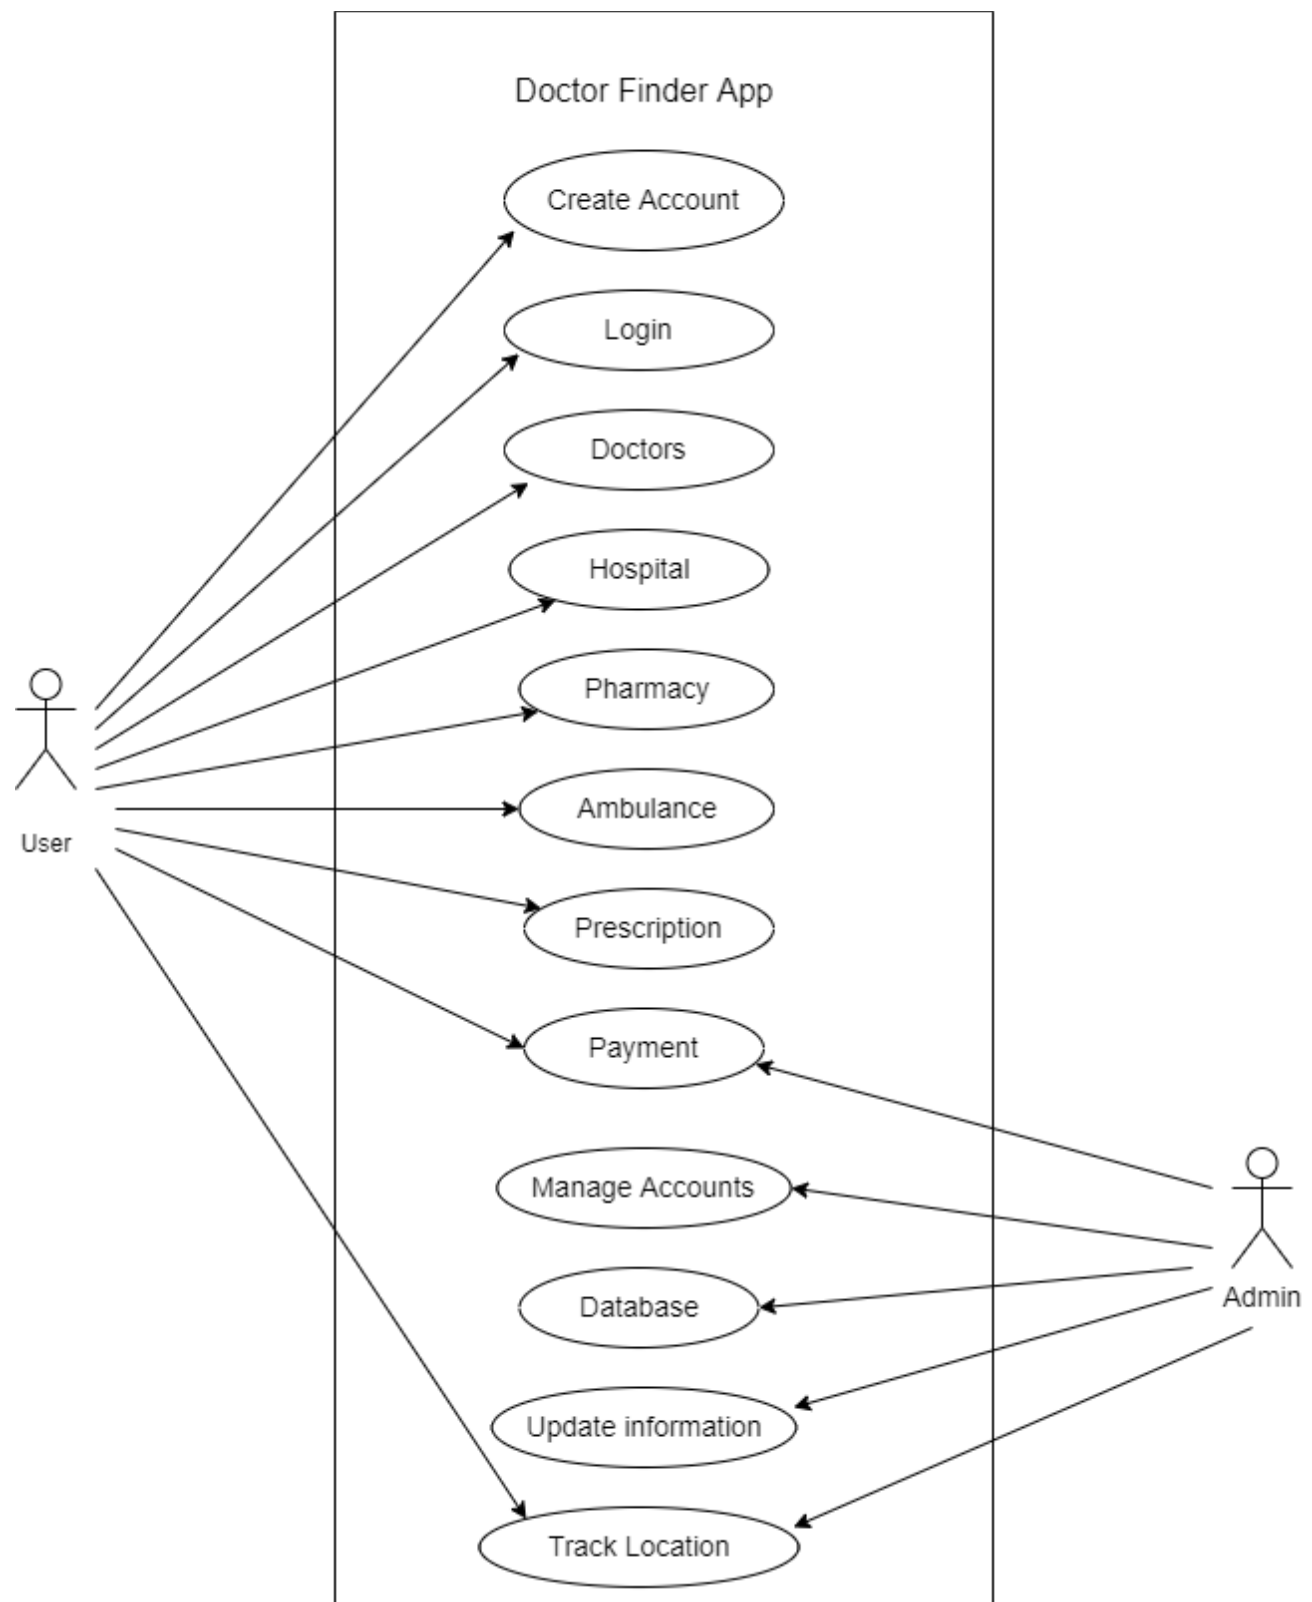 Doctor Finder App
Create Account
Login
Doctors
Hospital
Pharmacy
Ambulance
User
Prescription
Payment
Manage Accounts
Database
Admin
Update information
Track Location